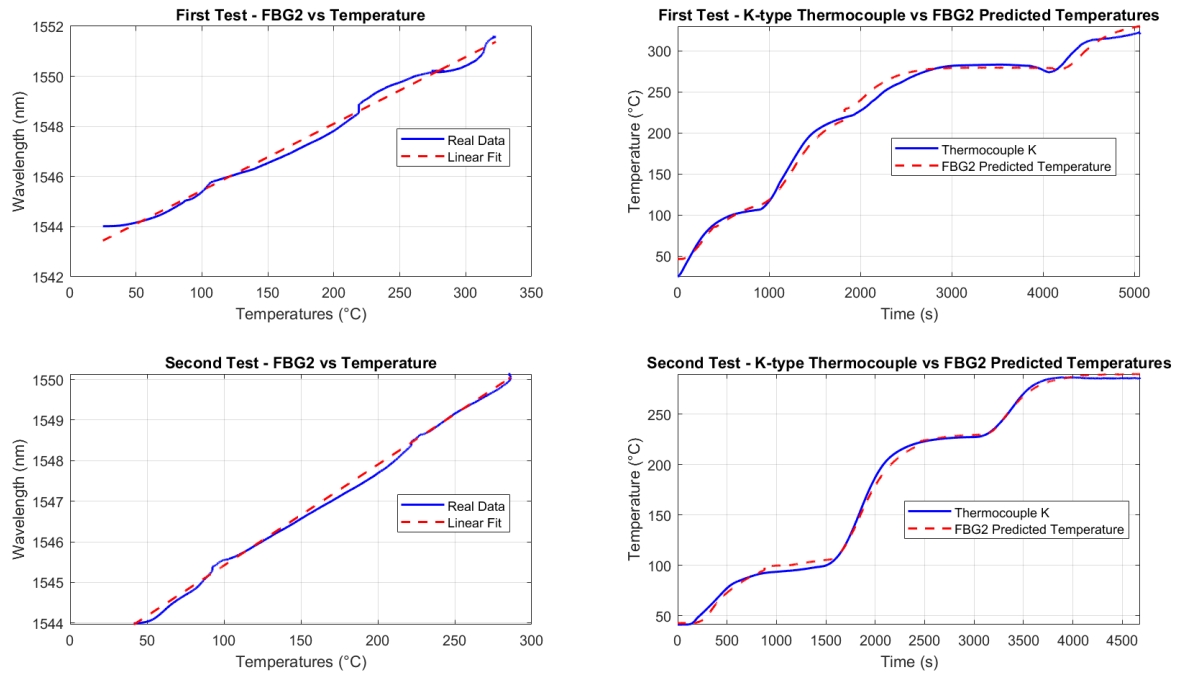 First Test - FBG2 vs Temperature
Wavelength (nm)
1552
1550
1548
1546
1544
1542
Real Data
Linear Fit
0 50 100 150 200 250 300 350
Temperatures (°C)
First Test - K-type Thermocouple vs FBG2 Predicted Temperatures
Temperature (°C)
300
250
200
150
100
50
Thermocouple K
FBG2 Predicted Temperature
0 1000 2000 3000 4000 5000
Time (s)
Second Test - FBG2 vs Temperature
Wavelength (nm)
1550
1549
1548
1547
1546
1545
1544
Real Data
Linear Fit
0 50 100 150 200 250 300
Temperatures (°C)
Second Test - K-type Thermocouple vs FBG2 Predicted Temperatures
Temperature (°C)
250
200
150
100
50
Thermocouple K
FBG2 Predicted Temperature
0 500 1000 1500 2000 2500 3000 3500 4000 4500
Time (s)